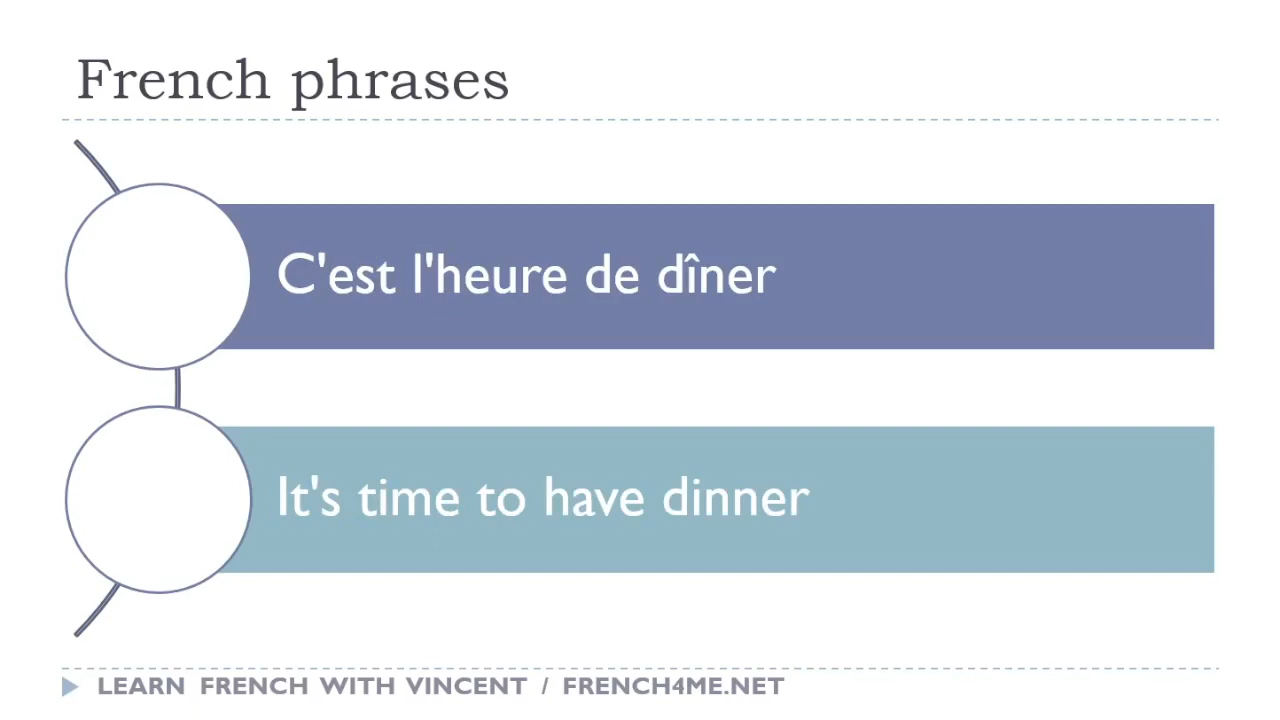 French phrases
C'est l'heure de dîner
It's time to have dinner
LEARN FRENCH WITH VINCENT / FRENCH4ME.NET